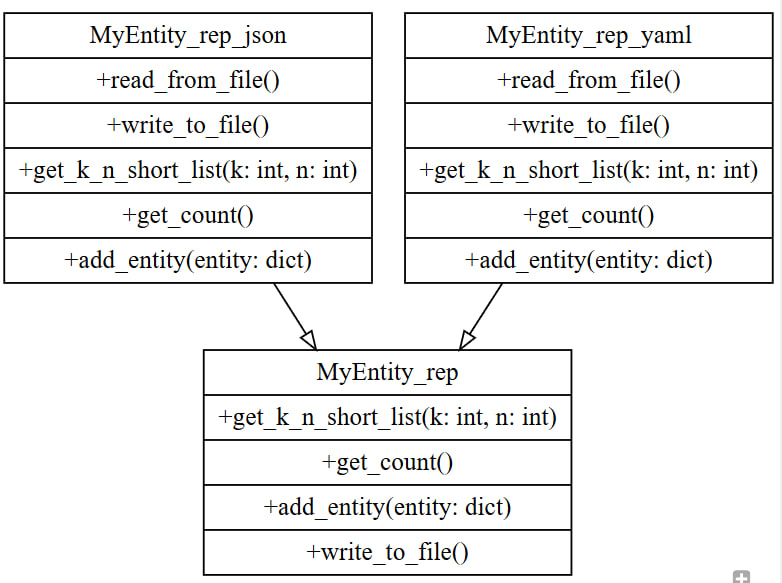 MyEntity_rep_json
+read_from_file()
+write_to_file()
+get_k_n_short_list(k: int, n: int)
+get_count()
+add_entity(entity: dict)
MyEntity_rep_yaml
+read_from_file()
+write_to_file()
+get_k_n_short_list(k: int, n: int)
+get_count()
+add_entity(entity: dict)
MyEntity_rep
+get_k_n_short_list(k: int, n: int)
+get_count()
+add_entity(entity: dict)
+write_to_file()